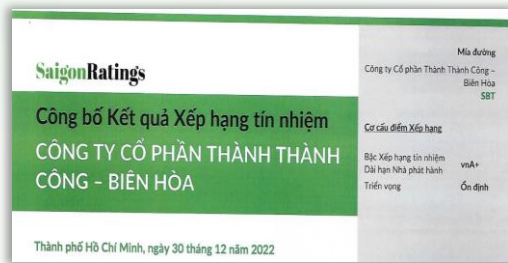 SaigonRatings
Công bố Kết quả Xếp hạng tín nhiệm
CÔNG TY CỔ PHẦN THÀNH THÀNH
CÔNG – BIÊN HÒA
Thành phố Hồ Chí Minh, ngày 30 tháng 12 năm 2022
Mía đường
Công ty Cổ phần Thành Thành Công –
Biên Hòa
SBT
Cơ cấu điểm Xếp hạng
Bậc Xếp hạng tín nhiệm
Dài hạn Nhà phát hành vnA+
Triển vọng Ổn định